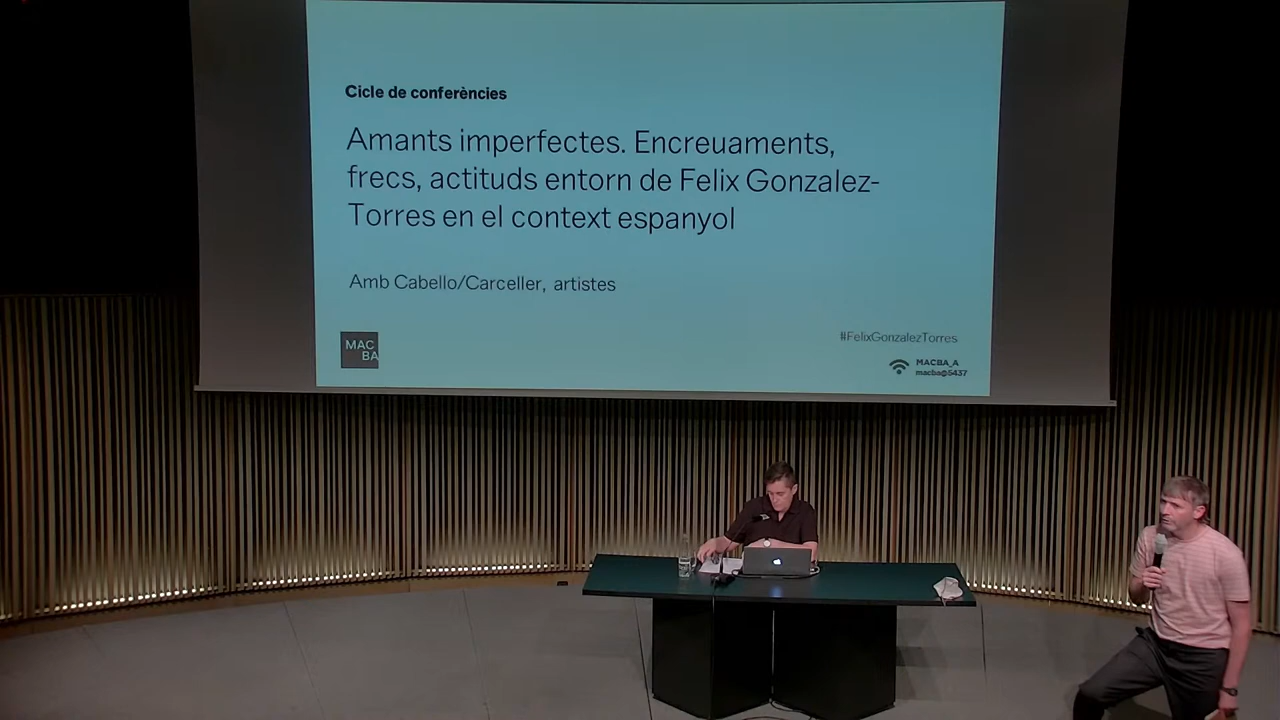 Cicle de conferències
Amants imperfectes. Encreuaments,
frecs, actituds entorn de Felix Gonzalez-
Torres en el context espanyol
Amb Cabello/Carceller, artistes
MAC
BA
#FelixGonzalezTorres
MACBA_A
macba@5437